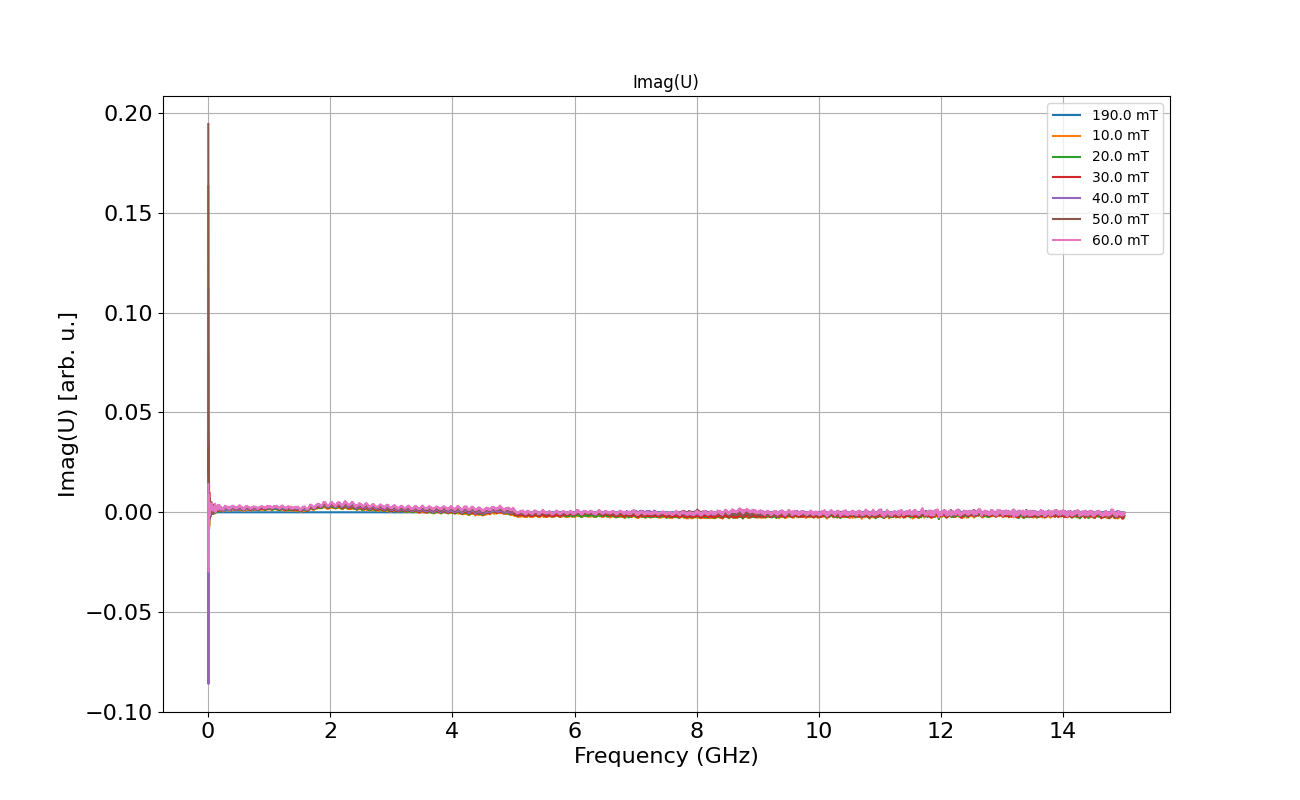 Imag(U)
0.20
0.15
0.10
0.05
0.00
−0.05
−0.10
Imag(U) [arb. u.]
190.0 mT
10.0 mT
20.0 mT
30.0 mT
40.0 mT
50.0 mT
60.0 mT
0 2 4 6 8 10 12 14
Frequency (GHz)